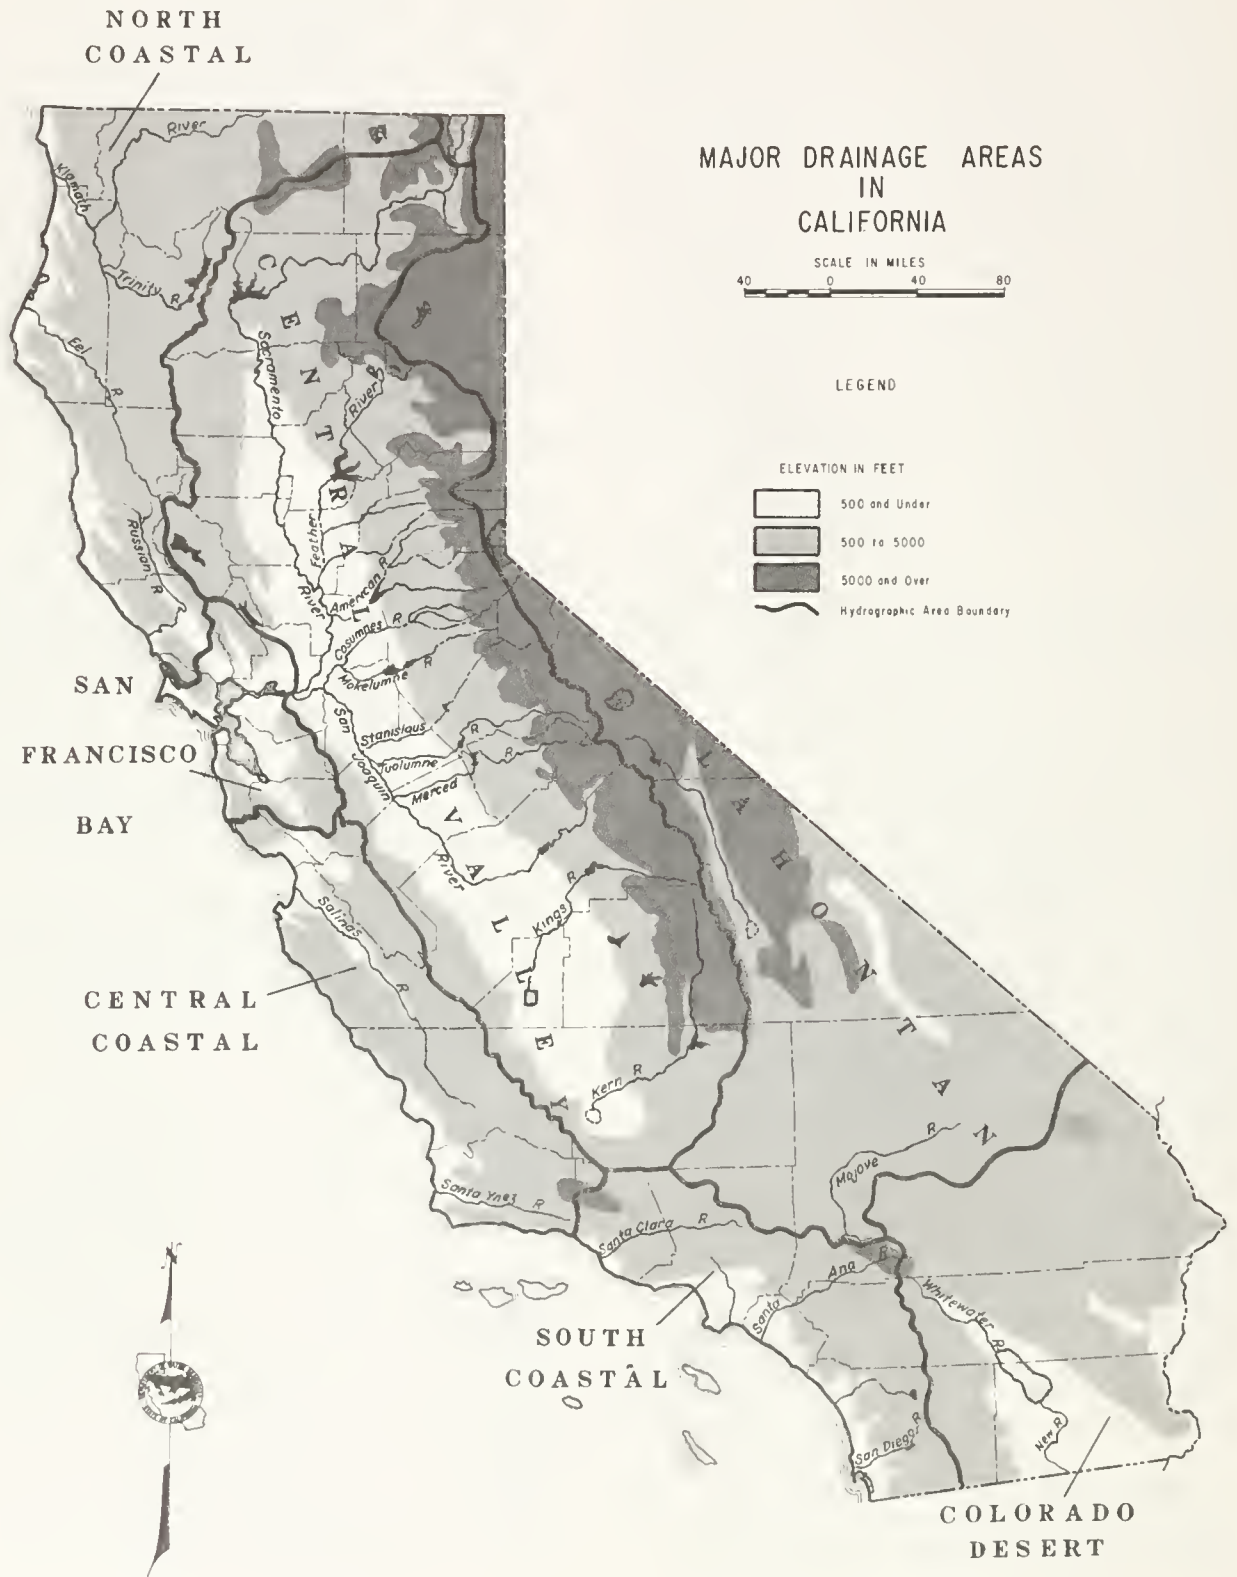 NORTH
COASTAL
MAJOR DRAINAGE AREAS
IN
CALIFORNIA
SCALE IN MILES
40 0 40 80
LEGEND
ELEVATION IN FEET
500 and Under
500 to 5000
5000 and Over
Hydrographic Area Boundary
River
Klamath
Trinity R
Eel
R
Russian R
Sacramento
River
River
Feather
American R
Cosumnes R
Mokelumne R
San
Joaquin
River
Stanislaus R
Tuolumne R
Merced
CENTRAL
VALLEY
LAHONTAN
SAN
FRANCISCO
BAY
Salinas
R
Kings R
Kern R
CENTRAL
COASTAL
Mojave R
Santa Ynez R
Santa Clara R
Santa Ana R
Whitewater R
New R
San Diego R
SOUTH
COASTAL
COLORADO
DESERT
N